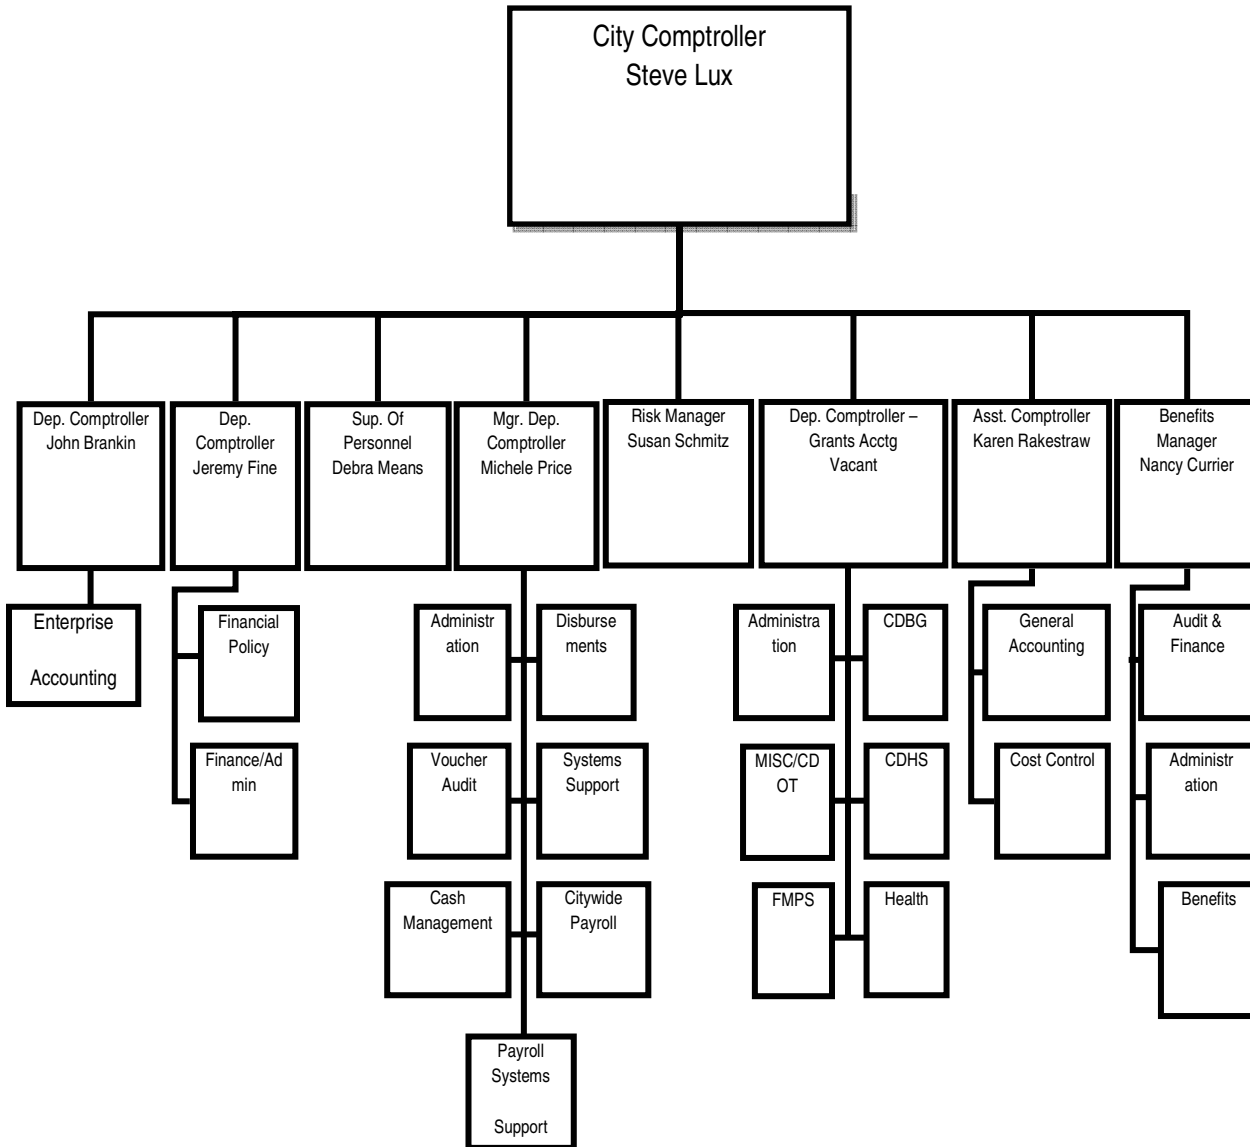 City Comptroller
Steve Lux
Dep. Comptroller
John Brankin
Dep.
Comptroller
Jeremy Fine
Sup. Of
Personnel
Debra Means
Mgr. Dep.
Comptroller
Michele Price
Risk Manager
Susan Schmitz
Dep. Comptroller –
Grants Acctg
Vacant
Asst. Comptroller
Karen Rakestraw
Benefits
Manager
Nancy Currier
Enterprise
Accounting
Financial
Policy
Administr
ation
Disburse
ments
Administra
tion
CDBG
General
Accounting
Audit &
Finance
Finance/Ad
min
Voucher
Audit
Systems
Support
MISC/CD
OT
CDHS
Cost Control
Administr
ation
Cash
Management
Citywide
Payroll
FMPS
Health
Benefits
Payroll
Systems
Support